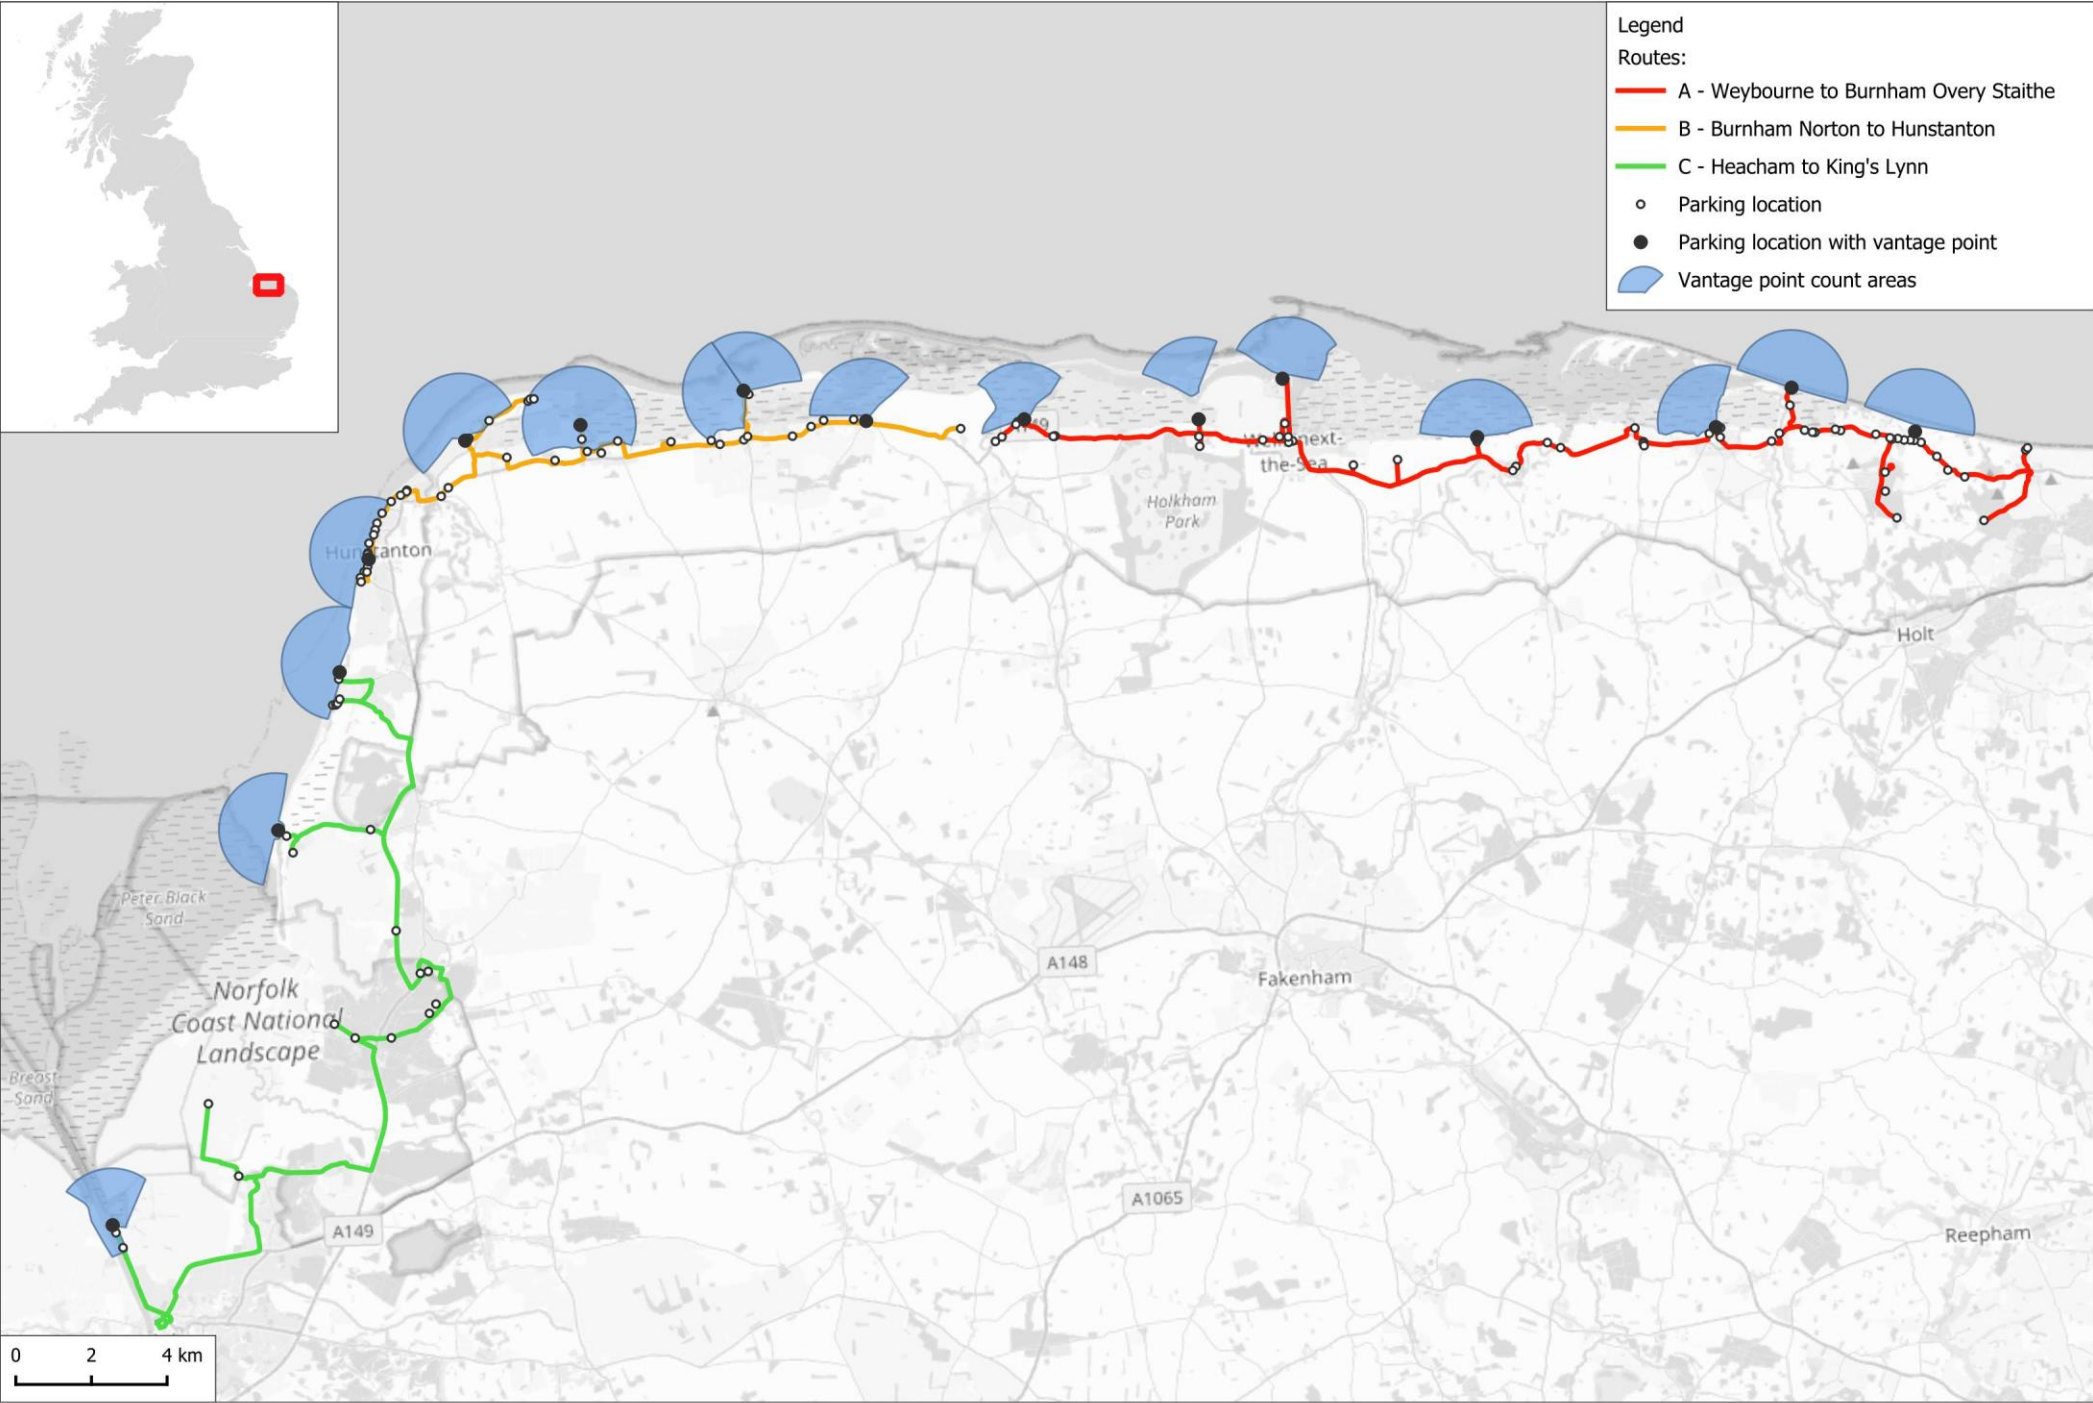 Legend
Routes:
A - Weybourne to Burnham Overy Staithe
B - Burnham Norton to Hunstanton
C - Heacham to King's Lynn
Parking location
Parking location with vantage point
Vantage point count areas
the-Sea
Holkham
Park
Hunstanton
Holt
Peter Black
Sand
A148
Fakenham
Norfolk
Coast National
Landscape
Breast
Sand
A1065
A149
Reepham
0 2 4 km